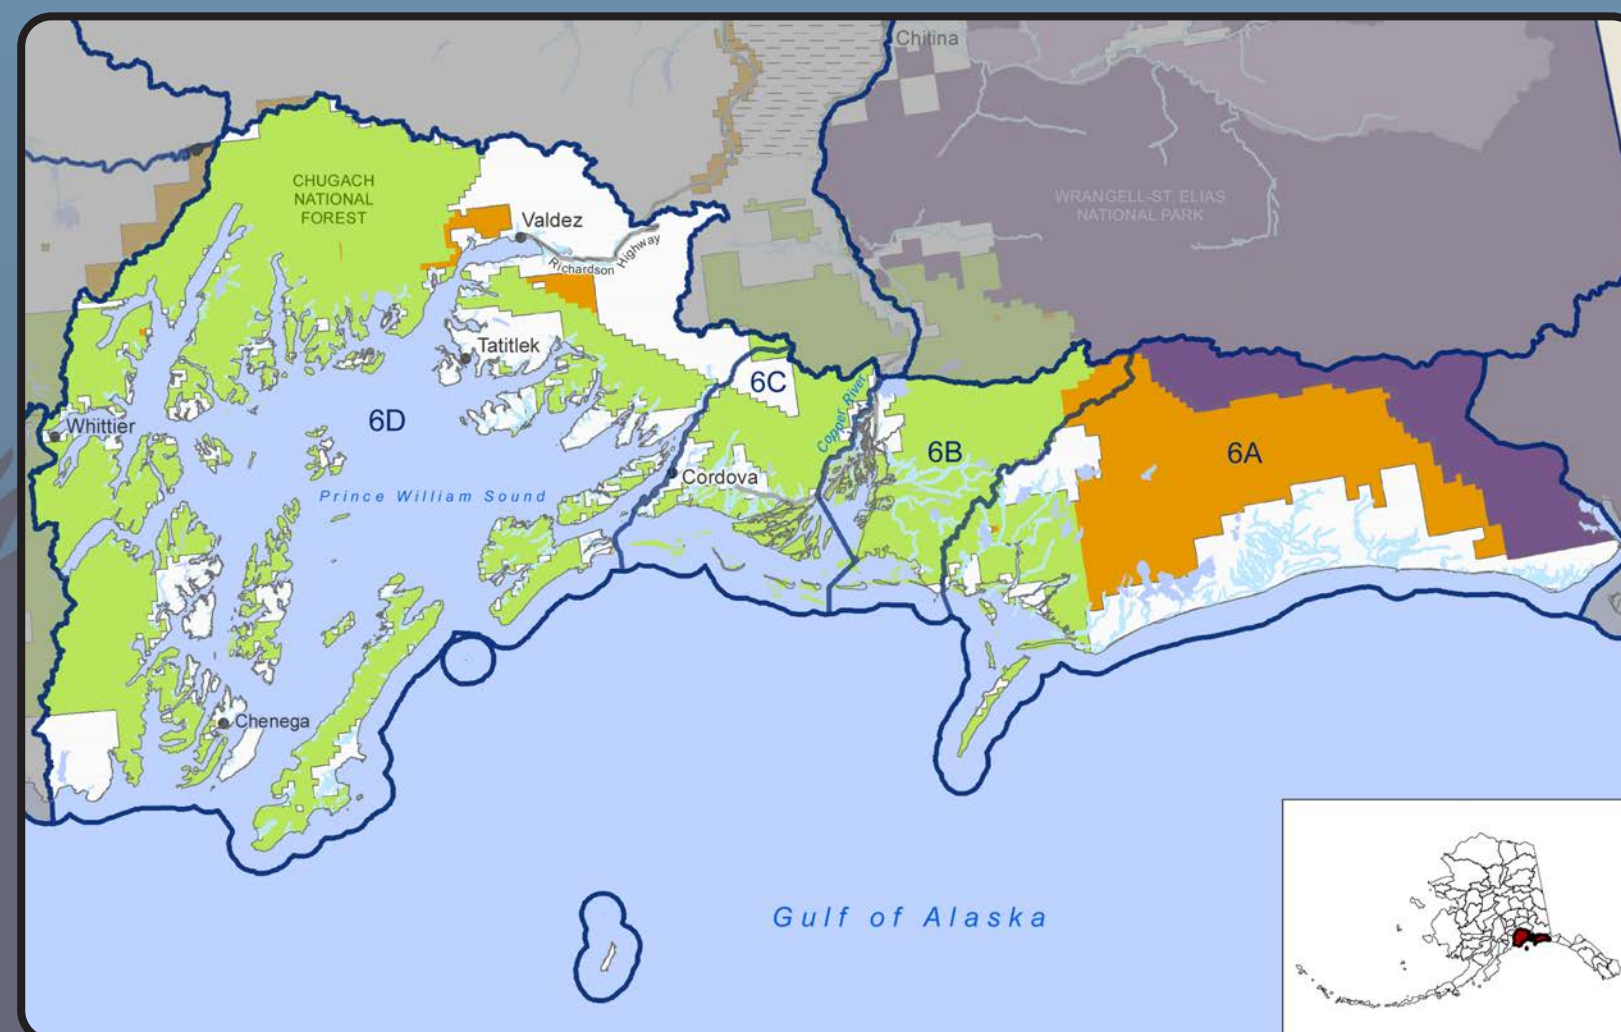 Chitina
CHUGACH
NATIONAL
FOREST
WRANGELL-ST. ELIAS
NATIONAL PARK
Valdez
Richardson Highway
Tatitlek
6C
Copper River
6D
Whittier
6B
6A
Cordova
Prince William Sound
Chenega
Gulf of Alaska